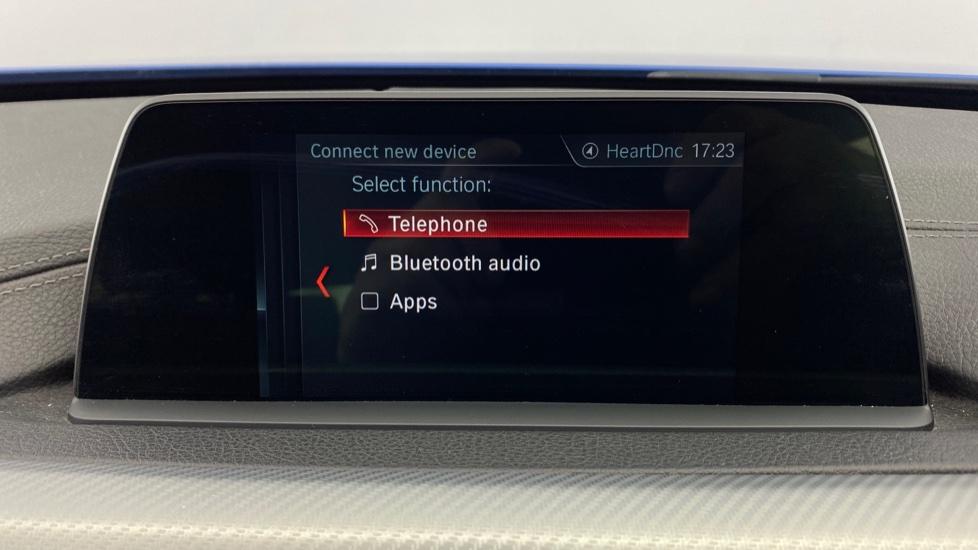 Connect new device HeartDnc 17:23
Select function:
Telephone
Bluetooth audio
Apps